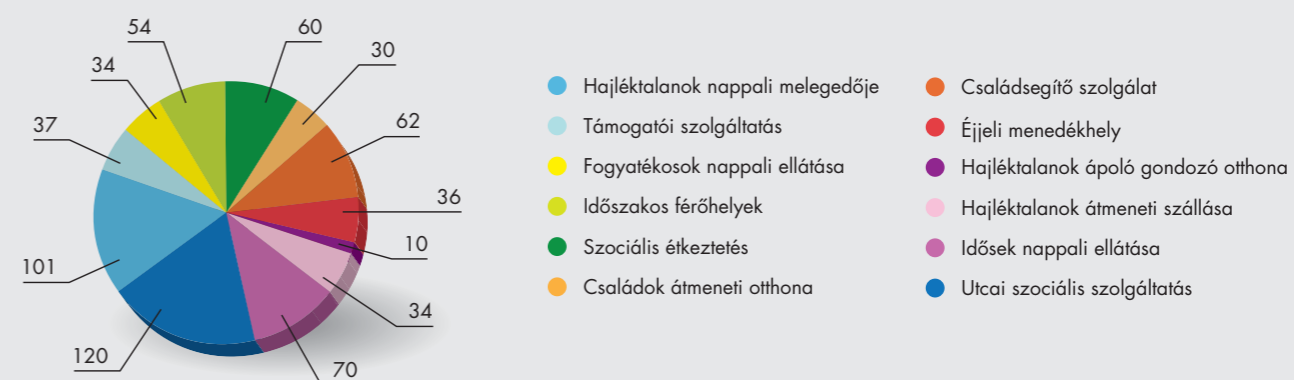 54
60
34
30
37
62
36
10
101
34
120
70
Hajléktalanok nappali melegedője
Támogatói szolgáltatás
Fogyatékosok nappali ellátása
Időszakos férőhelyek
Szociális étkeztetés
Családok átmeneti otthona
Családsegítő szolgálat
Éjjeli menedékhely
Hajléktalanok ápoló gondozó otthona
Hajléktalanok átmeneti szállása
Idősek nappali ellátása
Utcai szociális szolgáltatás